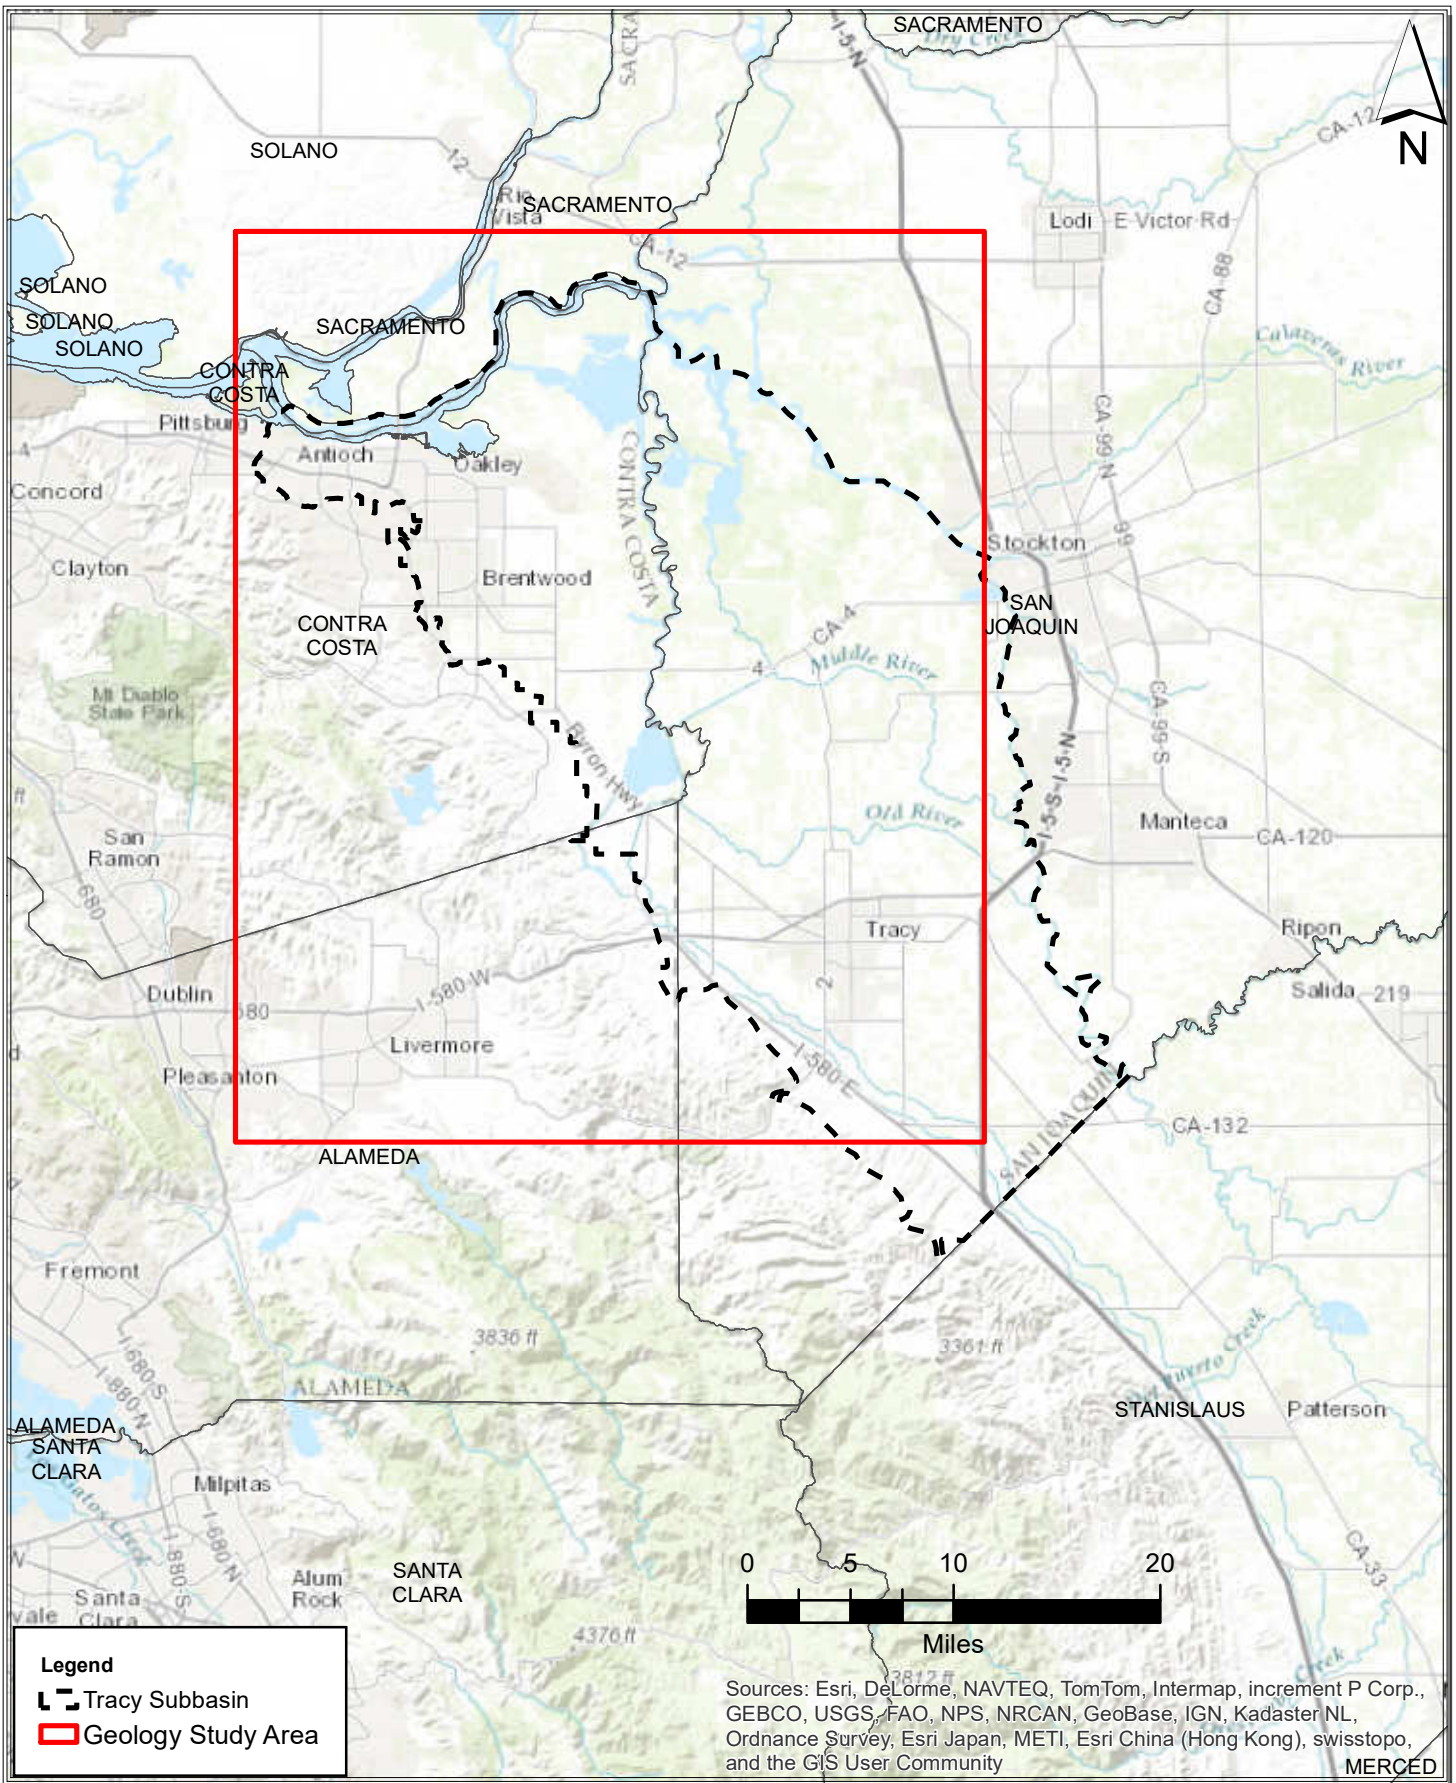 SACRAMENTO
Dry Creek
I-5-N
SACRA
CA-12
N
SOLANO
12
Rio
Vista
SACRAMENTO
Lodi
E Victor Rd
CA-12
CA-88
SOLANO
SOLANO
SOLANO
SACRAMENTO
Calaveras River
CONTRA
COSTA
Pittsburg
Antioch
Oakley
4
Concord
CONTRA COSTA
CA-99 N
99
Stockton
Clayton
Brentwood
SAN
JOAQUIN
CONTRA
COSTA
CA-4
4
Middle River
Mt Diablo
State Park
CA-99-S
Byron Hwy
I-5-S-I-5-N
ft
Old River
Manteca
CA-120
San
Ramon
680
Tracy
Ripon
Dublin
680
I-580-W
2
Salida
219
Livermore
d
Pleasanton
I-580 E
SAN JOAQUIN
CA-132
ALAMEDA
Fremont
3836 ft
3361 ft
I-680/S
I-880-N
ALAMEDA
STANISLAUS
Patterson
ALAMEDA
SANTA
CLARA
Milpitas
I-880-S
I-680 N
CA-33
SANTA
CLARA
Alum
Rock
Santa
Clara
vale
4376 ft
3812 ft
0 5 10 20
Miles
Legend
Tracy Subbasin
Geology Study Area
Sources: Esri, DeLorme, NAVTEQ, TomTom, Intermap, increment P Corp.,
GEBCO, USGS, FAO, NPS, NRCAN, GeoBase, IGN, Kadaster NL,
Ordnance Survey, Esri Japan, METI, Esri China (Hong Kong), swisstopo,
and the GIS User Community
MERCED